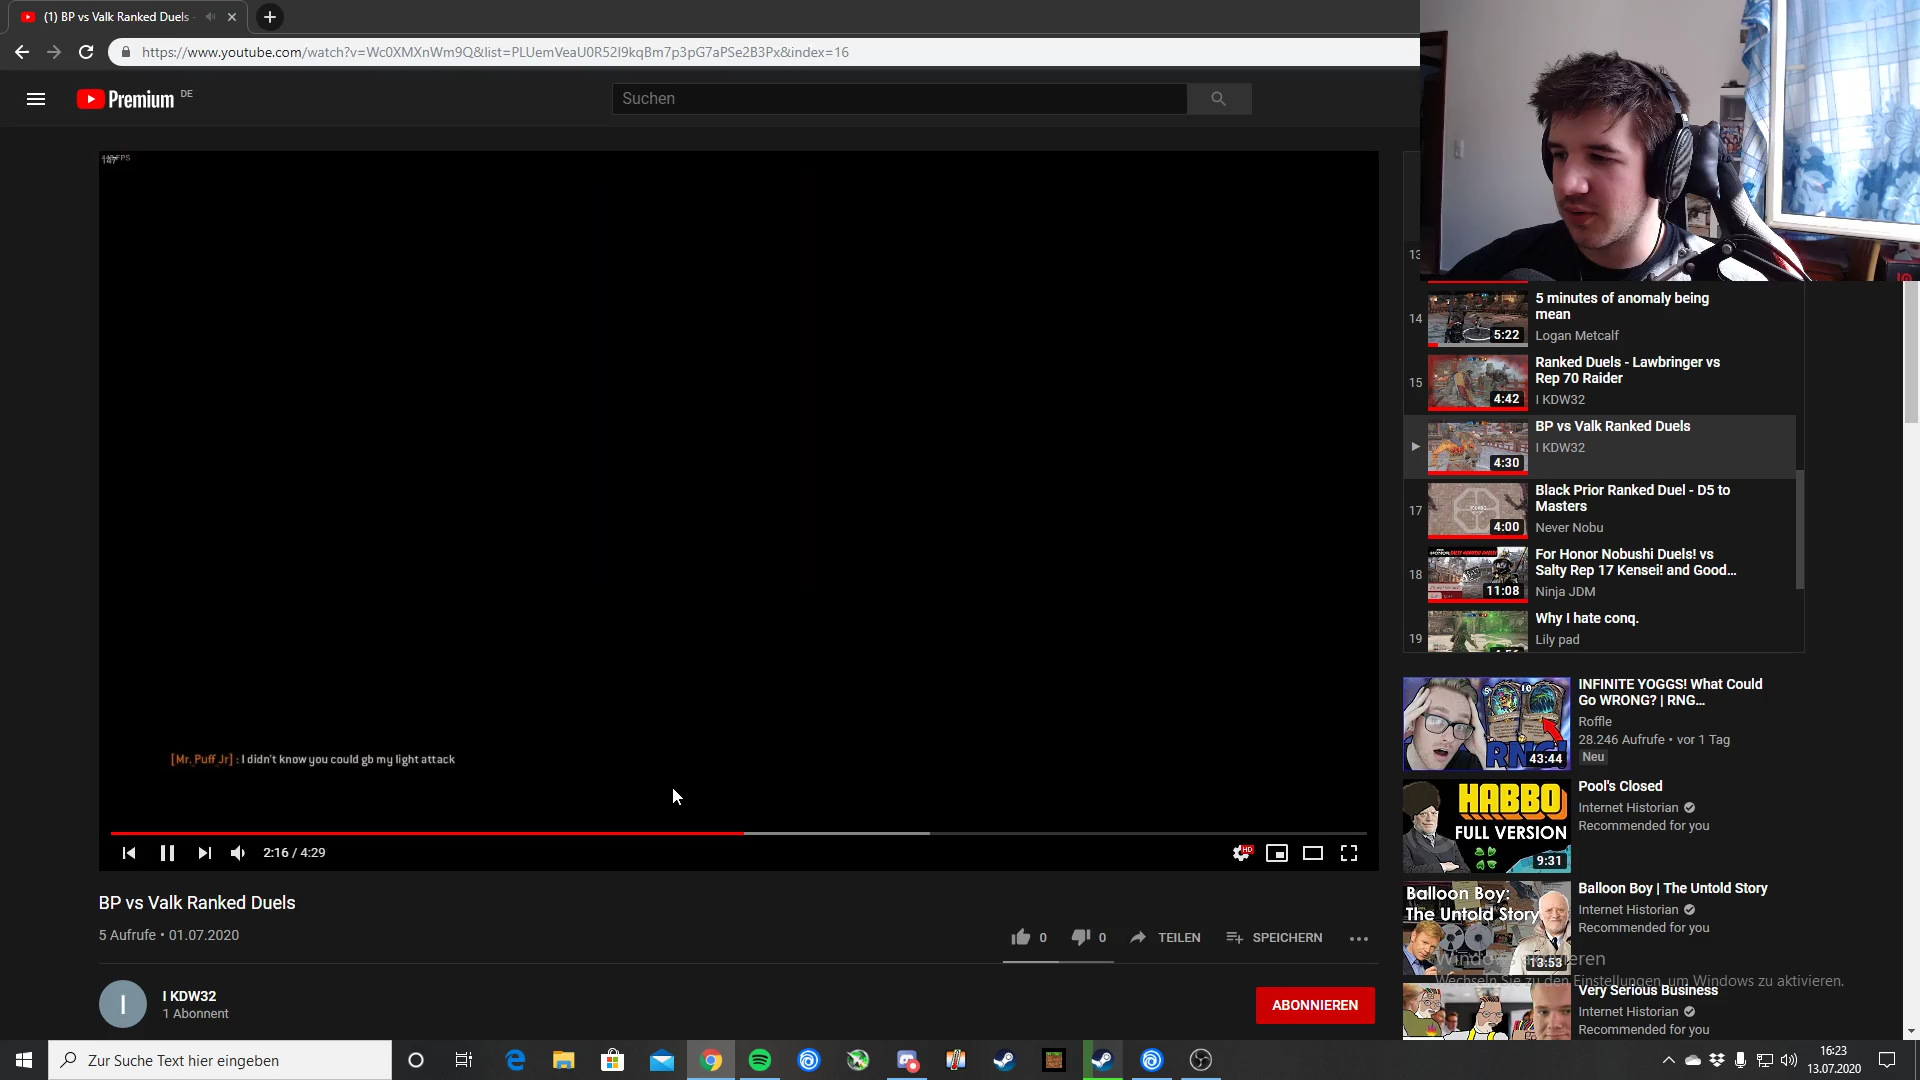 (1) BP vs Valk Ranked Duels
https://www.youtube.com/watch?v=Wc0XMXnWm9Q&list=PLUemVeaU0R52I9kqBm7p3pG7aPSe2B3Px&index=16
Premium DE
Suchen
[Mr. Puff Jr] : I didn't know you could gb my light attack
2:16 / 4:29
HD
BP vs Valk Ranked Duels
5 Aufrufe • 01.07.2020
0
0
TEILEN
SPEICHERN
I
I KDW32
1 Abonnent
ABONNIEREN
13
14
5:22
5 minutes of anomaly being
mean
Logan Metcalf
15
4:42
Ranked Duels - Lawbringer vs
Rep 70 Raider
I KDW32
4:30
BP vs Valk Ranked Duels
I KDW32
17
4:00
Black Prior Ranked Duel - D5 to
Masters
Never Nobu
18
11:08
For Honor Nobushi Duels! vs
Salty Rep 17 Kensei! and Good...
Ninja JDM
19
Why I hate conq.
Lily pad
43:44
INFINITE YOGGS! What Could
Go WRONG? | RNG...
Roffle
28.246 Aufrufe • vor 1 Tag
Neu
HABBO
FULL VERSION
9:31
Pool's Closed
Internet Historian
Recommended for you
Balloon Boy:
The Untold Story
13:53
Balloon Boy | The Untold Story
Internet Historian
Recommended for you
Wechseln Sie zu den Einstellungen, um Windows zu aktivieren.
Very Serious Business
Internet Historian
Recommended for you
Zur Suche Text hier eingeben
16:23
13.07.2020